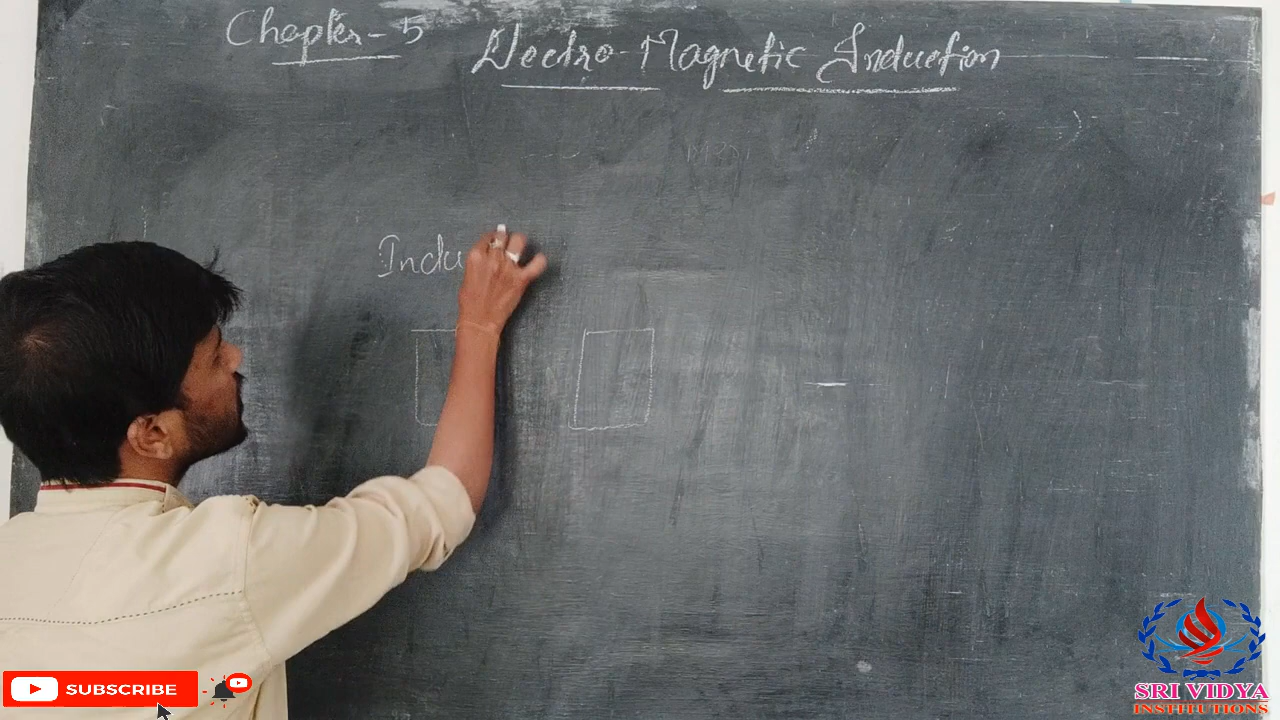 Chapter - 5
Electro-Magnetic Induction
Indu
SUBSCRIBE
SRI VIDYA
INSTITUTIONS